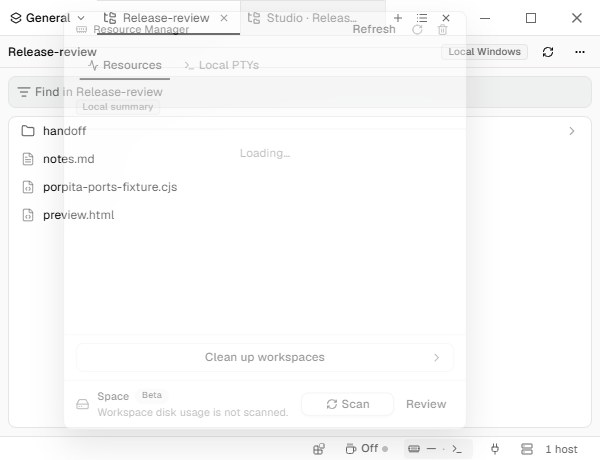 General
Release-review
Studio · Releas...
Resource Manager
Refresh
Release-review
Local Windows
Resources
Local PTYs
Find in Release-review
Local summary
handoff
Loading...
notes.md
porpita-ports-fixture.cjs
preview.html
Clean up workspaces
Space
Beta
Workspace disk usage is not scanned.
Scan
Review
Off
1 host